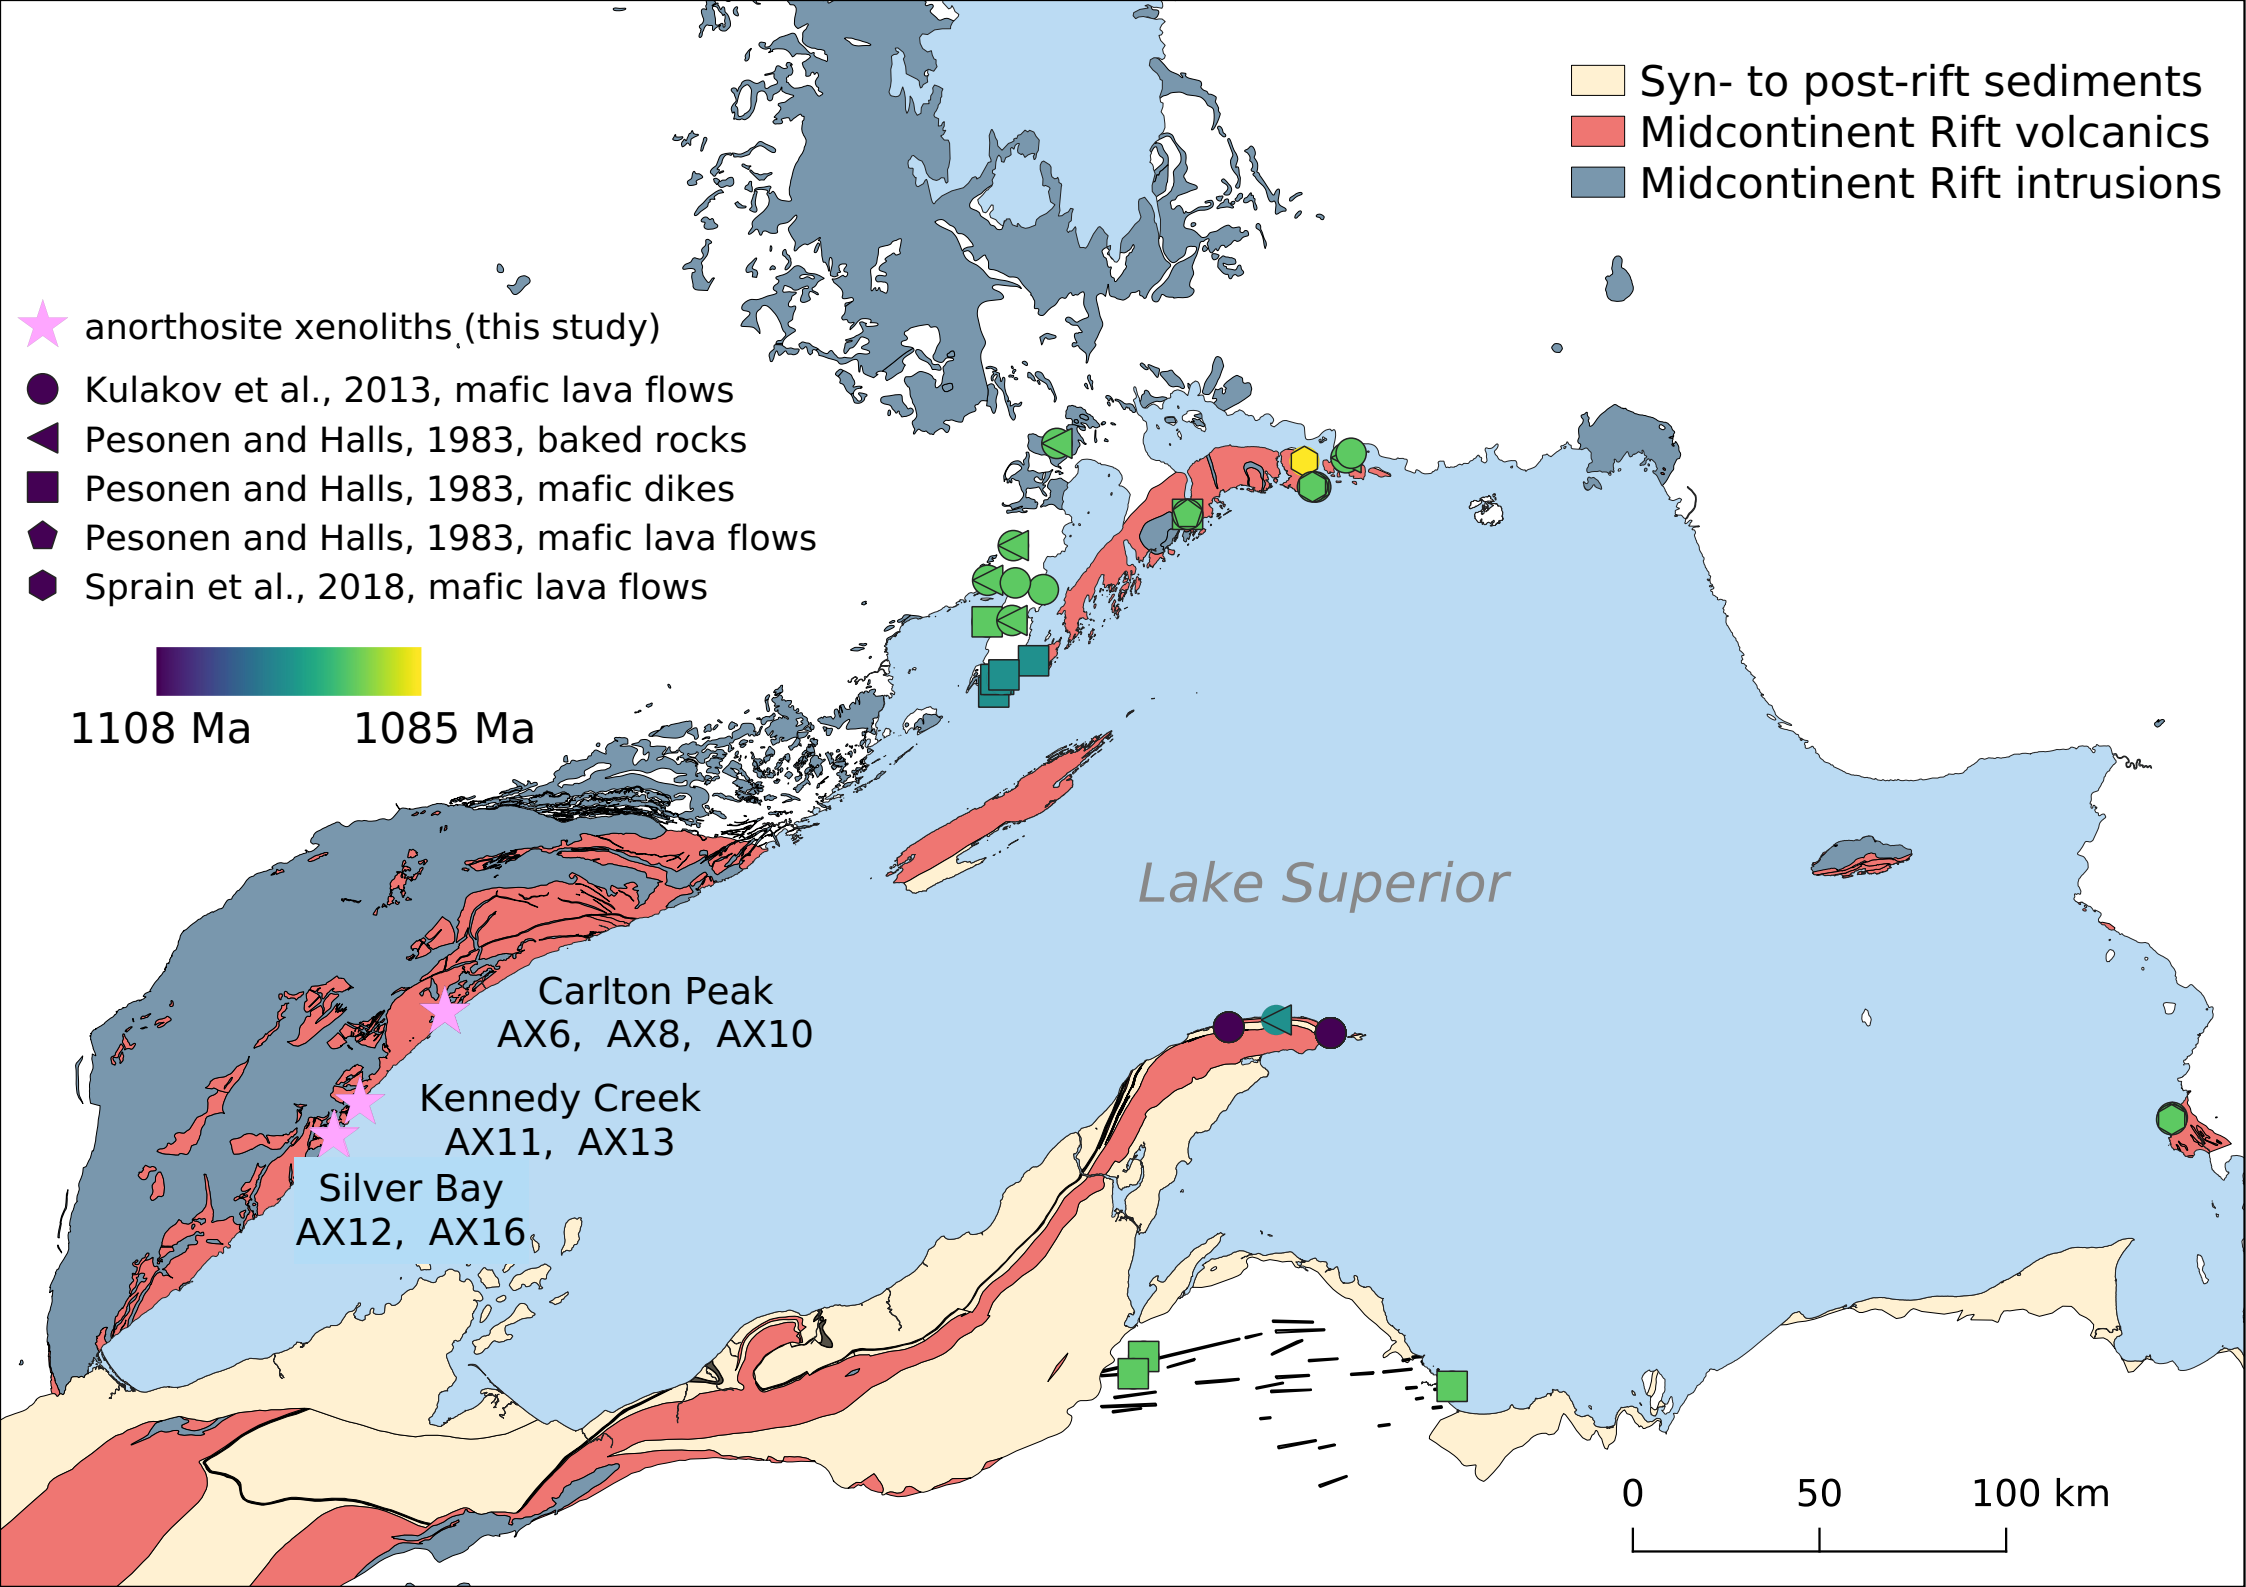 Syn- to post-rift sediments
Midcontinent Rift volcanics
Midcontinent Rift intrusions
anorthosite xenoliths (this study)
Kulakov et al., 2013, mafic lava flows
Pesonen and Halls, 1983, baked rocks
Pesonen and Halls, 1983, mafic dikes
Pesonen and Halls, 1983, mafic lava flows
Sprain et al., 2018, mafic lava flows
1108 Ma 1085 Ma
Lake Superior
Carlton Peak
AX6, AX8, AX10
Kennedy Creek
AX11, AX13
Silver Bay
AX12, AX16
0 50 100 km